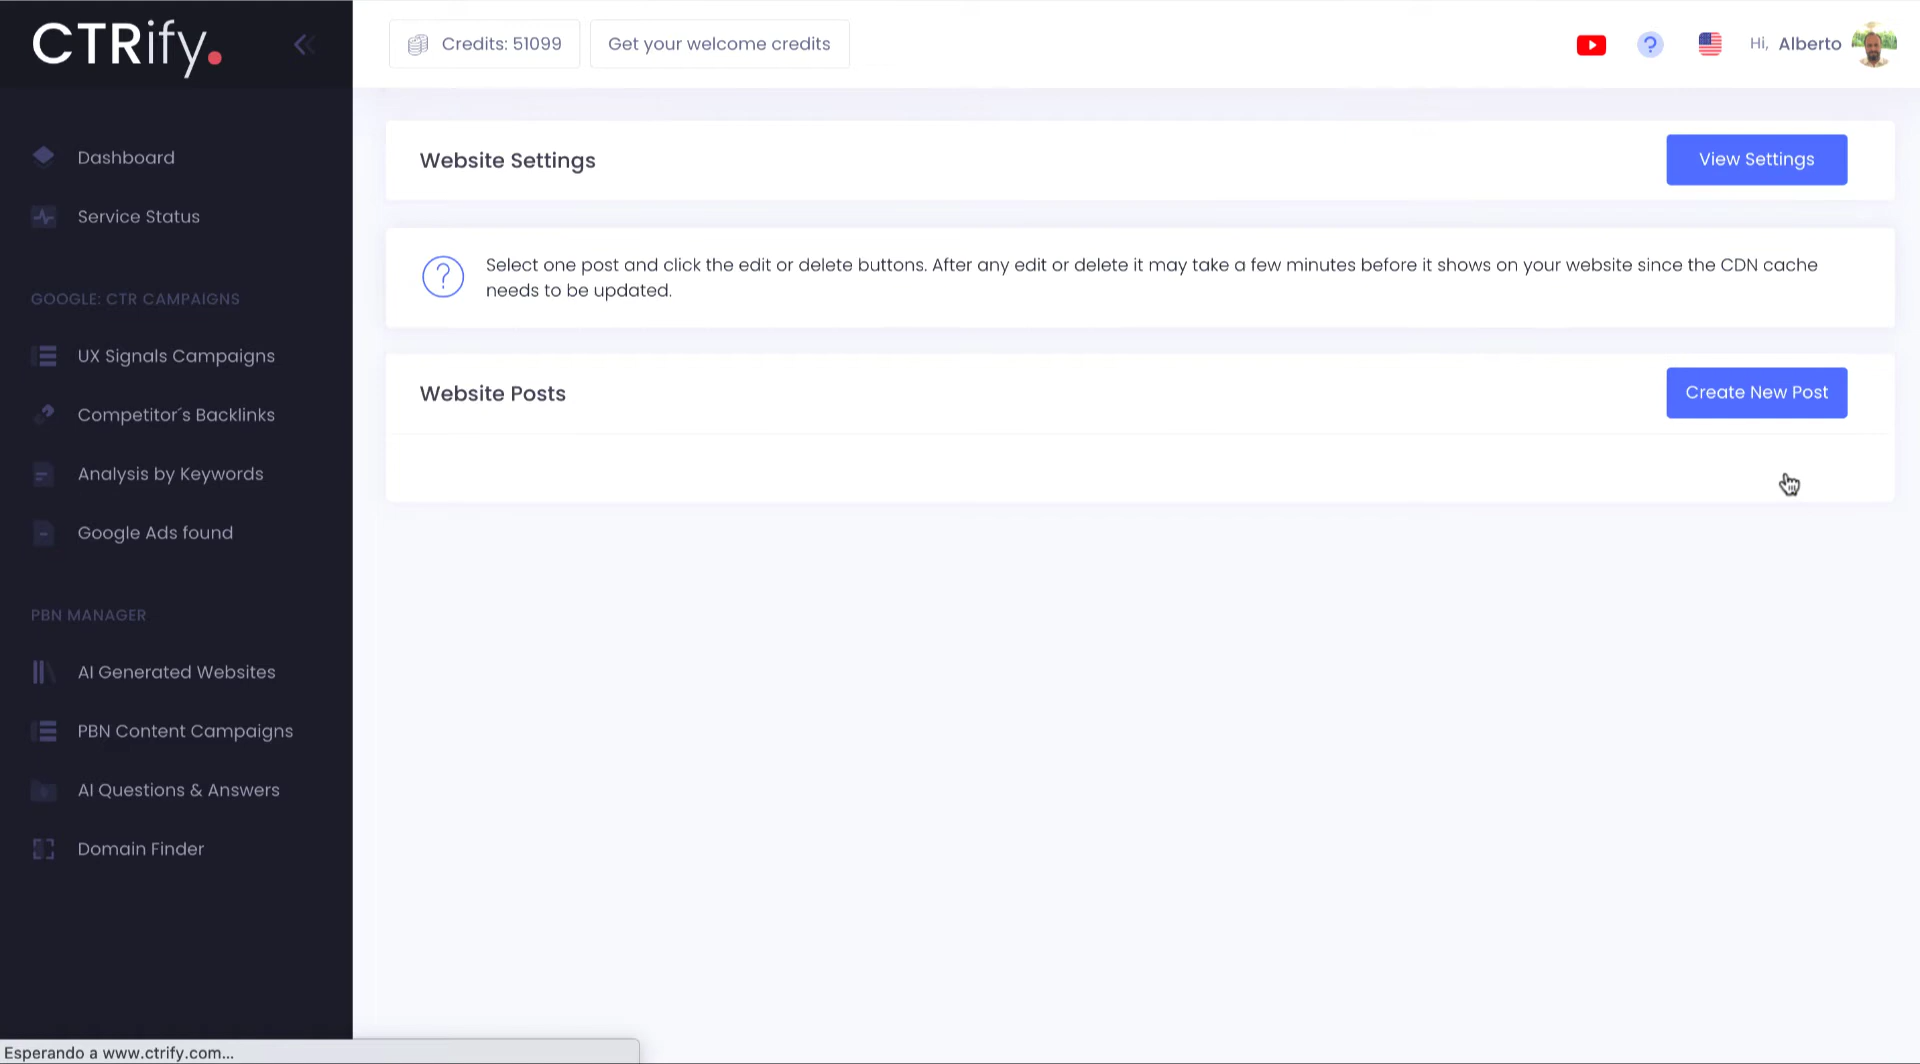 CTRify.
Credits: 51099
Get your welcome credits
?
Hi, Alberto
Dashboard
Service Status
GOOGLE: CTR CAMPAIGNS
UX Signals Campaigns
Competitor´s Backlinks
Analysis by Keywords
Google Ads found
PBN MANAGER
AI Generated Websites
PBN Content Campaigns
AI Questions & Answers
Domain Finder
Website Settings
View Settings
?
Select one post and click the edit or delete buttons. After any edit or delete it may take a few minutes before it shows on your website since the CDN cache
needs to be updated.
Website Posts
Create New Post
Esperando a www.ctrify.com...